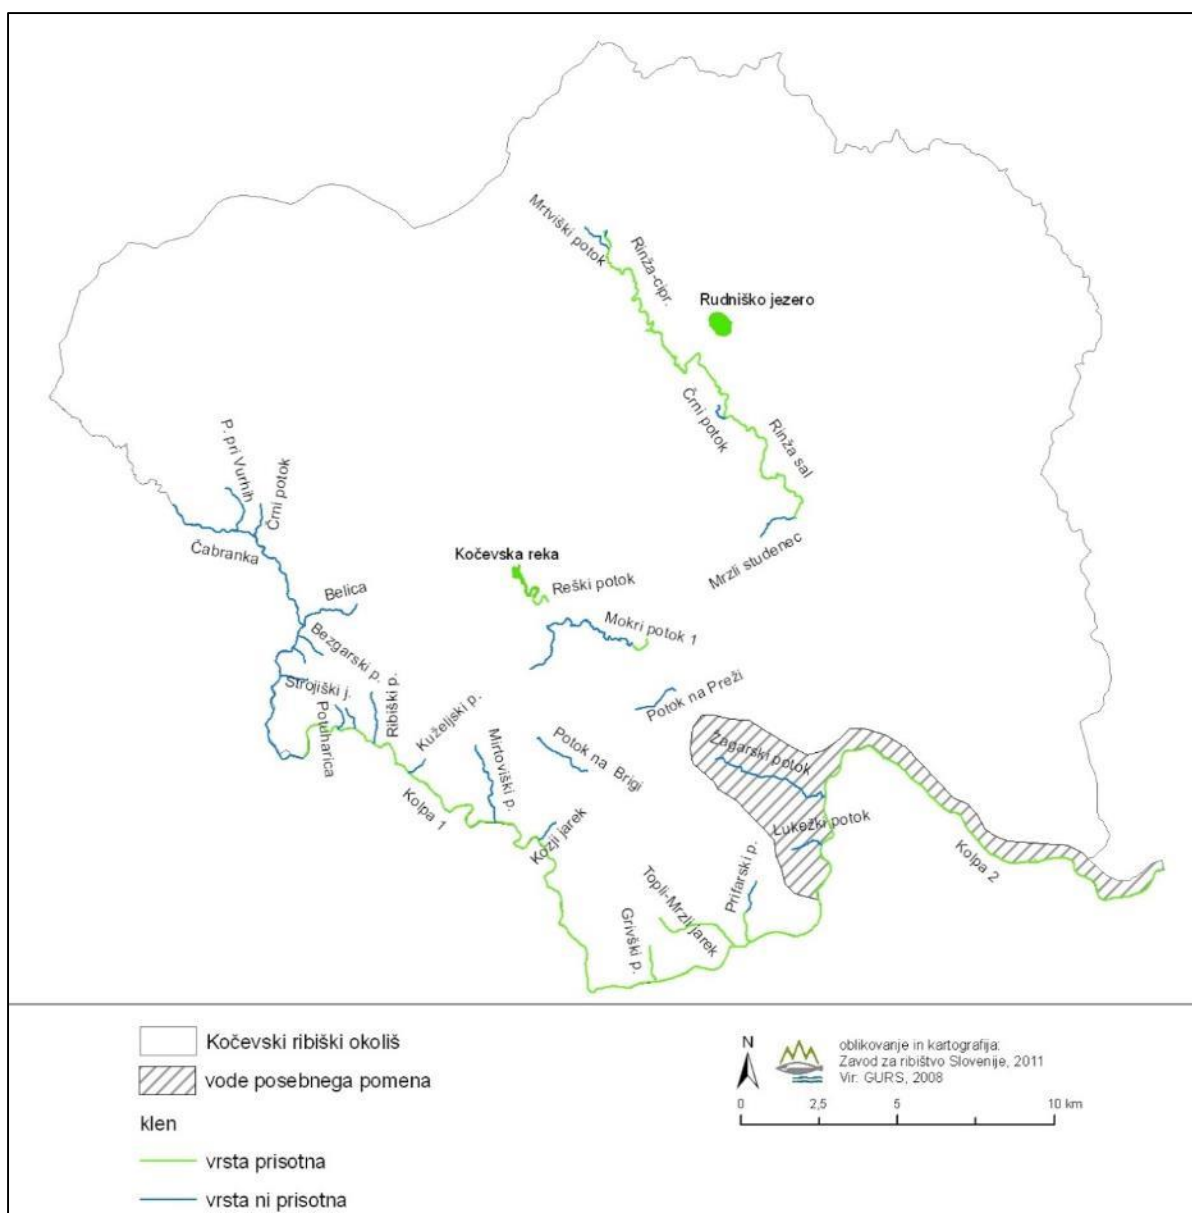 Mrtviški potok
Rinža-cipr.
Rudniško jezero
Črni potok
Rinža sal
Mrzli studenec
P. pri Vurhih
Črni potok
Čabranka
Belica
Bezgarski p.
Strojiški j.
Potuharica
Ribiški p.
Kočevska reka
Reški potok
Mokri potok 1
Potok na Preži
Kuželjski p.
Kolpa 1
Mirtoviški p.
Potok na Brigi
Kozji jarek
Žagarski potok
Lukežki potok
Kolpa 2
Prifarski p.
Topli-Mrzli jarek
Grivški p.
Kočevski ribiški okoliš
vode posebnega pomena
klen
vrsta prisotna
vrsta ni prisotna
N
oblikovanje in kartografija:
Zavod za ribištvo Slovenije, 2011
Vir: GURS, 2008
0 2,5 5 10 km